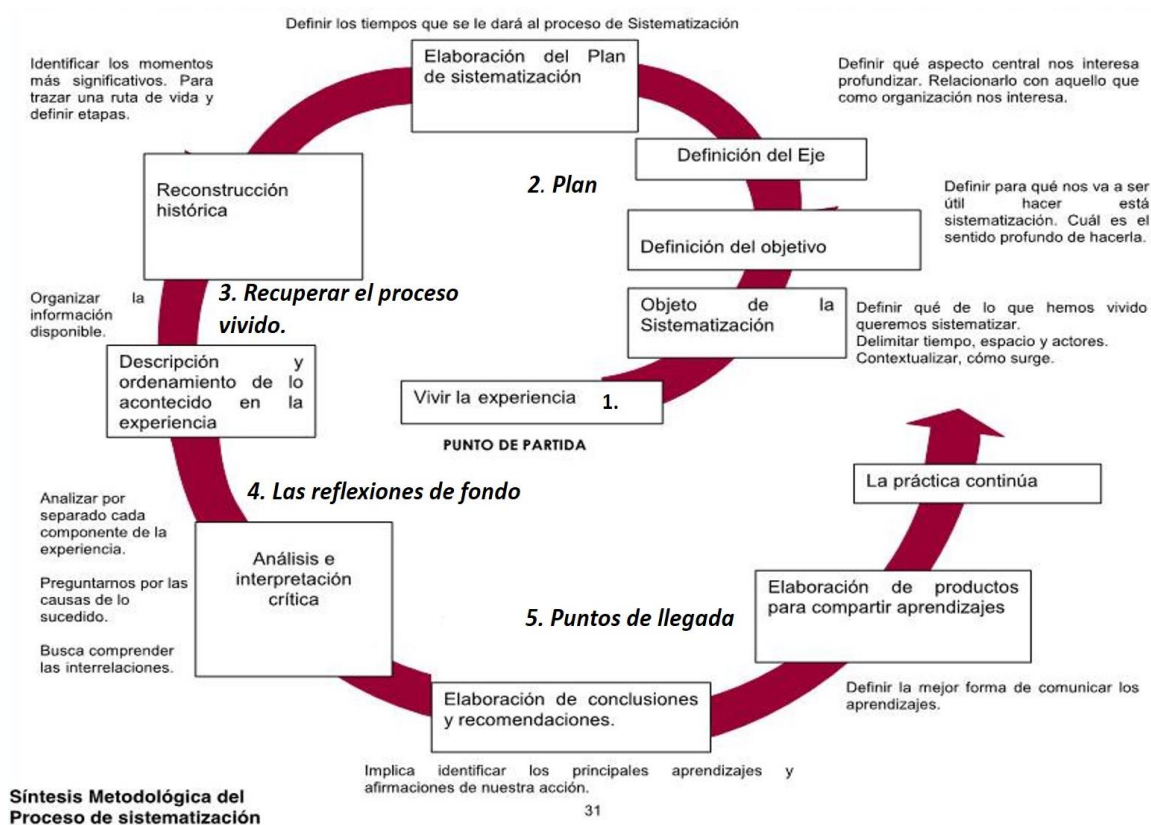 Definir los tiempos que se le dará al proceso de Sistematización
Elaboración del Plan
de sistematización
Identificar los momentos
más significativos. Para
trazar una ruta de vida y
definir etapas.
Definir qué aspecto central nos interesa
profundizar. Relacionarlo con aquello que
como organización nos interesa.
Definición del Eje
2. Plan
Reconstrucción
histórica
Definir para qué nos va a ser
útil hacer está
sistematización. Cuál es el
sentido profundo de hacerla.
Definición del objetivo
3. Recuperar el proceso
vivido.
Organizar la
información
disponible.
Objeto de la
Sistematización
Definir qué de lo que hemos vivido
queremos sistematizar.
Delimitar tiempo, espacio y actores.
Contextualizar, cómo surge.
Descripción y
ordenamiento de lo
acontecido en la
experiencia
Vivir la experiencia 1.
PUNTO DE PARTIDA
4. Las reflexiones de fondo
La práctica continúa
Analizar por
separado cada
componente de la
experiencia.
Preguntarnos por las
causas de lo
sucedido.
Busca comprender
las interrelaciones.
Análisis e
interpretación
crítica
Elaboración de productos
para compartir aprendizajes
5. Puntos de llegada
Elaboración de conclusiones
y recomendaciones.
Definir la mejor forma de comunicar los
aprendizajes.
Implica identificar los principales aprendizajes y
afirmaciones de nuestra acción.
Síntesis Metodológica del
Proceso de sistematización
31